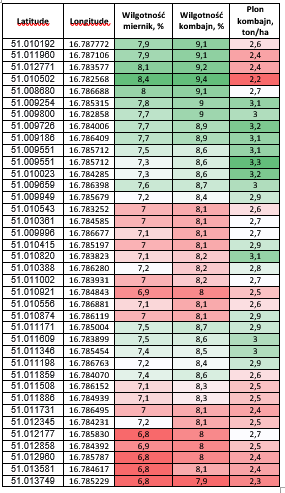 Latitude Longitude Wilgotność miernik, % Wilgotność kombajn, % Plon kombajn, ton/ha
51.010192 16.787772 7,9 9,1 2,6
51.011960 16.787106 7,9 9,1 2,4
51.012771 16.783577 8,1 9,2 2,4
51.010502 16.782568 8,4 9,4 2,2
51.008680 16.786688 8 9,1 2,7
51.009254 16.785315 7,8 9 3,1
51.009800 16.782858 7,7 9 3
51.009726 16.784006 7,7 8,9 3,2
51.009186 16.786409 7,7 8,9 3,1
51.009551 16.785712 7,5 8,6 3,1
51.009551 16.785712 7,3 8,6 3,3
51.010023 16.784285 7,3 8,6 3,2
51.009659 16.786398 7,6 8,7 3
51.009949 16.785679 7,2 8,4 2,9
51.010543 16.783252 7 8,1 2,6
51.010361 16.784585 7 8,1 2,7
51.009996 16.786677 7,1 8,1 2,7
51.010415 16.785197 7 8,1 2,9
51.010820 16.783823 7,1 8,2 3,1
51.010388 16.786280 7,2 8,2 2,8
51.011002 16.783931 7 8,2 2,7
51.010921 16.784843 6,9 8 2,5
51.010556 16.786881 7,1 8,1 2,6
51.010874 16.786119 7 8,1 2,9
51.011171 16.785004 7,5 8,7 2,9
51.011609 16.783899 7,5 8,6 3
51.011346 16.785454 7,4 8,5 3
51.011198 16.786763 7,2 8,4 2,9
51.011859 16.784070 7,4 8,6 2,6
51.011508 16.786152 7,1 8,3 2,5
51.011886 16.784939 7,1 8,3 2,5
51.011731 16.786495 7 8,1 2,4
51.012345 16.784231 7,2 8,1 2,5
51.012177 16.785830 6,8 8 2,7
51.012858 16.784392 6,9 8 2,5
51.012960 16.785787 6,8 8 2,4
51.013581 16.784617 6,8 8,1 2,4
51.013749 16.785229 6,8 7,9 2,3